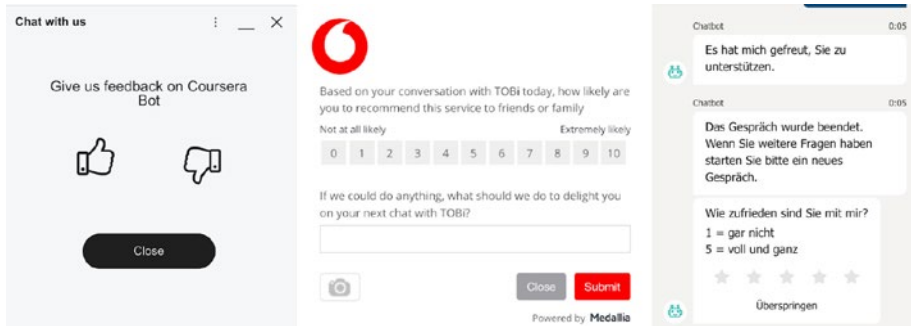 Chat with us
Give us feedback on Coursera
Bot
Close
Based on your conversation with TOBi today, how likely are
you to recommend this service to friends or family
Not at all likely
Extremely likely
0 1 2 3 4 5 6 7 8 9 10
If we could do anything, what should we do to delight you
on your next chat with TOBi?
Close
Submit
Powered by Medallia
Chatbot
0:05
Es hat mich gefreut, Sie zu
unterstützen.
Chatbot
0:05
Das Gespräch wurde beendet.
Wenn Sie weitere Fragen haben
starten Sie bitte ein neues
Gespräch.
Wie zufrieden sind Sie mit mir?
1 = gar nicht
5 = voll und ganz
Überspringen